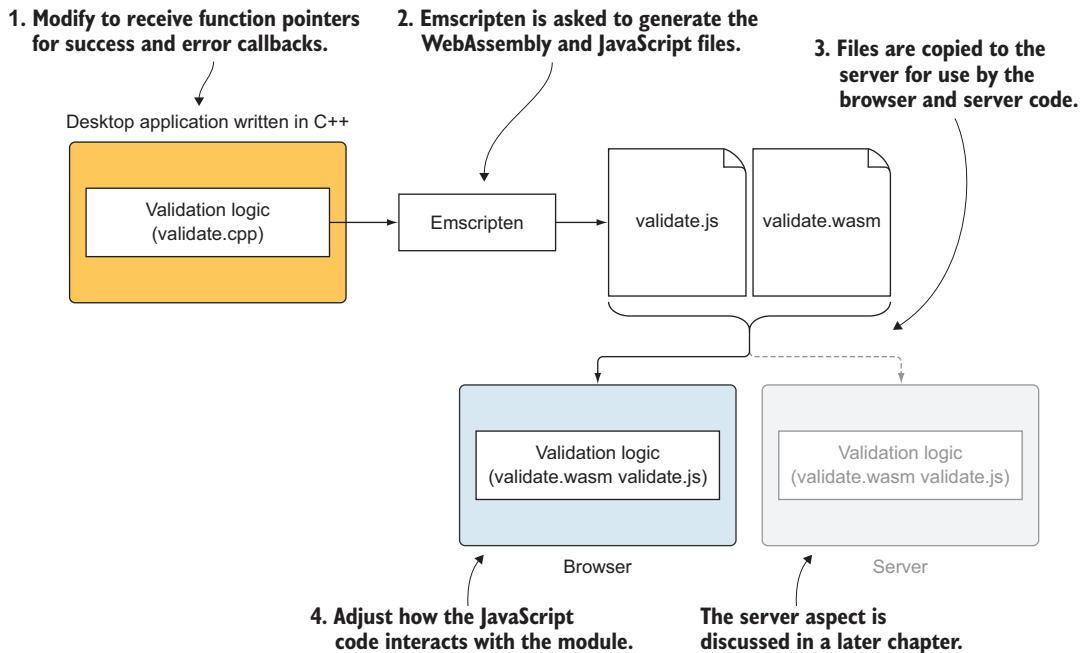 1. Modify to receive function pointers
for success and error callbacks.
2. Emscripten is asked to generate the
WebAssembly and JavaScript files.
3. Files are copied to the
server for use by the
browser and server code.
Desktop application written in C++
Validation logic
(validate.cpp)
Emscripten
validate.js
validate.wasm
Validation logic
(validate.wasm validate.js)
Browser
Validation logic
(validate.wasm validate.js)
Server
4. Adjust how the JavaScript
code interacts with the module.
The server aspect is
discussed in a later chapter.